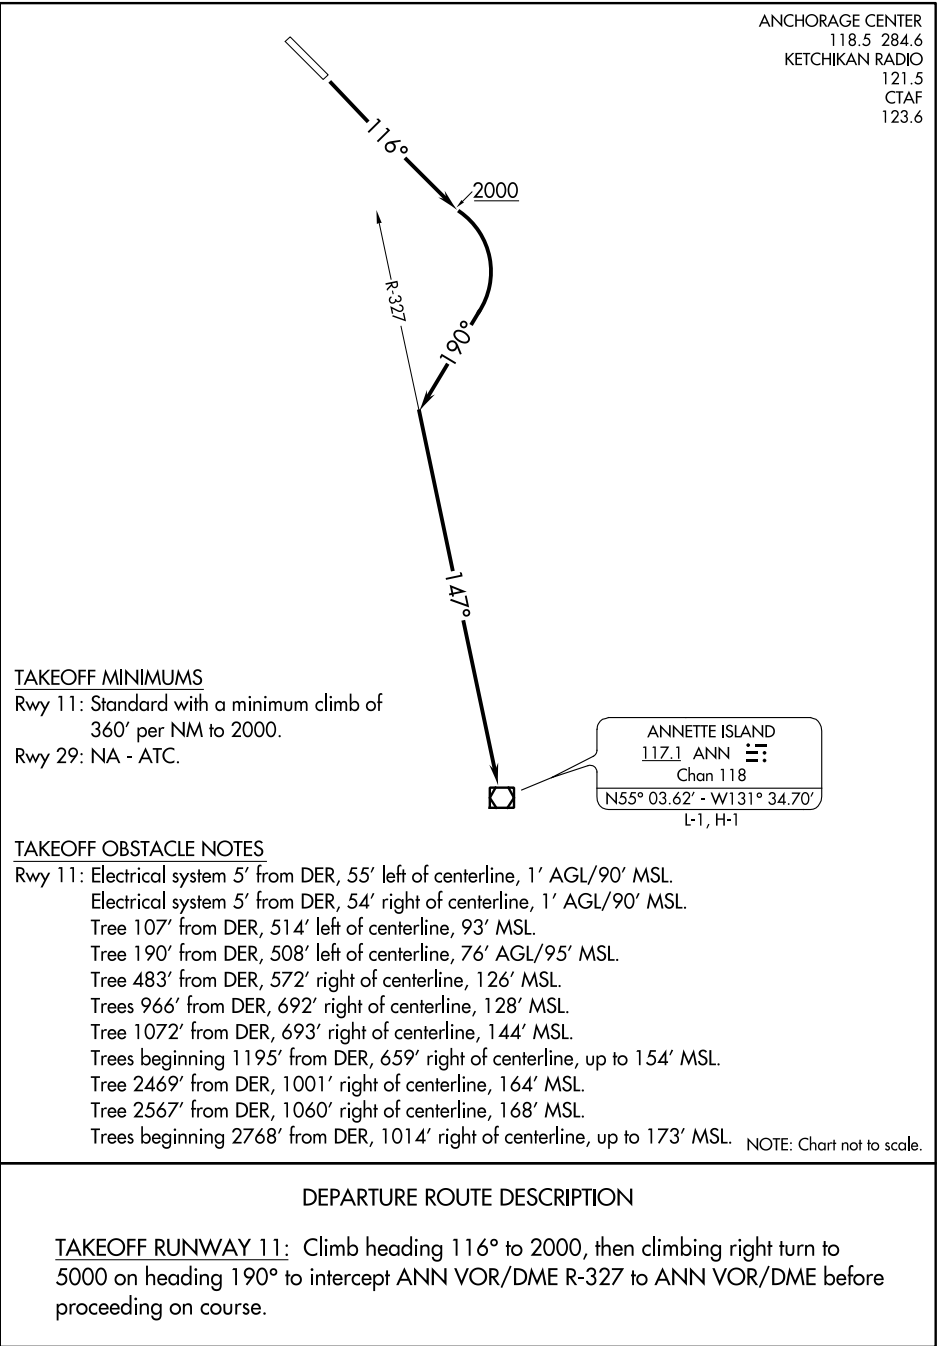 ANCHORAGE CENTER
118.5 284.6
KETCHIKAN RADIO
121.5
CTAF
123.6
116°
2000
R-327
190°
147°
TAKEOFF MINIMUMS
Rwy 11: Standard with a minimum climb of
360' per NM to 2000.
Rwy 29: NA - ATC.
ANNETTE ISLAND
117.1 ANN
Chan 118
N55° 03.62' - W131° 34.70'
L-1, H-1
TAKEOFF OBSTACLE NOTES
Rwy 11: Electrical system 5' from DER, 55' left of centerline, 1' AGL/90' MSL.
Electrical system 5' from DER, 54' right of centerline, 1' AGL/90' MSL.
Tree 107' from DER, 514' left of centerline, 93' MSL.
Tree 190' from DER, 508' left of centerline, 76' AGL/95' MSL.
Tree 483' from DER, 572' right of centerline, 126' MSL.
Trees 966' from DER, 692' right of centerline, 128' MSL.
Tree 1072' from DER, 693' right of centerline, 144' MSL.
Trees beginning 1195' from DER, 659' right of centerline, up to 154' MSL.
Tree 2469' from DER, 1001' right of centerline, 164' MSL.
Tree 2567' from DER, 1060' right of centerline, 168' MSL.
Trees beginning 2768' from DER, 1014' right of centerline, up to 173' MSL.
NOTE: Chart not to scale.
DEPARTURE ROUTE DESCRIPTION
TAKEOFF RUNWAY 11: Climb heading 116° to 2000, then climbing right turn to
5000 on heading 190° to intercept ANN VOR/DME R-327 to ANN VOR/DME before
proceeding on course.